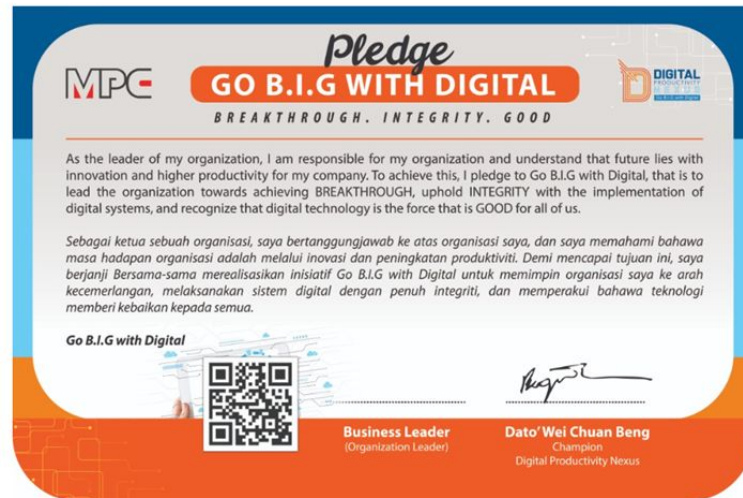 Pledge
MPC
GO B.I.G WITH DIGITAL
DIGITAL
PRODUCTIVITY
NEXUS
Go B.I.G with Digital
BREAKTHROUGH. INTEGRITY. GOOD
As the leader of my organization, I am responsible for my organization and understand that future lies with
innovation and higher productivity for my company. To achieve this, I pledge to Go B.I.G with Digital, that is to
lead the organization towards achieving BREAKTHROUGH, uphold INTEGRITY with the implementation of
digital systems, and recognize that digital technology is the force that is GOOD for all of us.
Sebagai ketua sebuah organisasi, saya bertanggungjawab ke atas organisasi saya, dan saya memahami bahawa
masa hadapan organisasi adalah melalui inovasi dan peningkatan produktiviti. Demi mencapai tujuan ini, saya
berjanji Bersama-sama merealisasikan inisiatif Go B.I.G with Digital untuk memimpin organisasi saya ke arah
kecemerlangan, melaksanakan sistem digital dengan penuh integriti, dan memperakui bahawa teknologi
memberi kebaikan kepada semua.
Go B.I.G with Digital
Business Leader
(Organization Leader)
Dato' Wei Chuan Beng
Champion
Digital Productivity Nexus